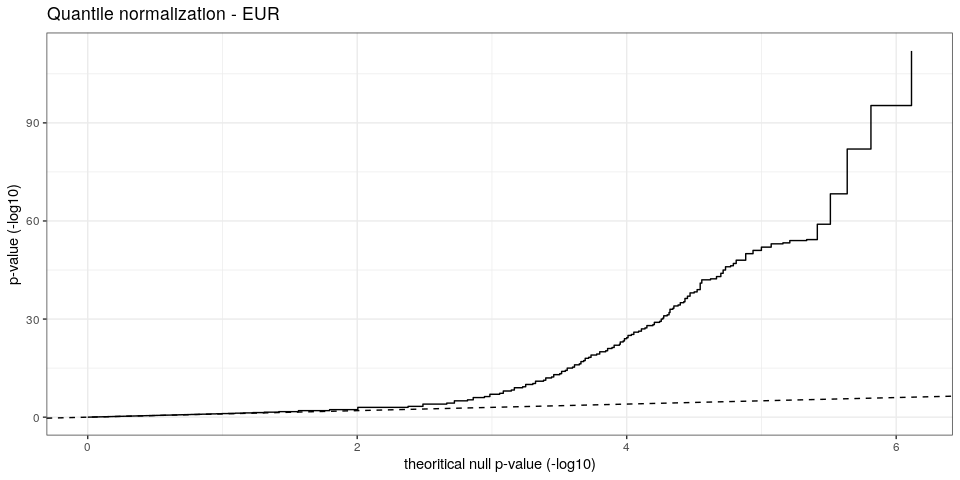 Quantile normalization - EUR
p-value (-log10)
90
60
30
0
0 2 4 6
theoritical null p-value (-log10)